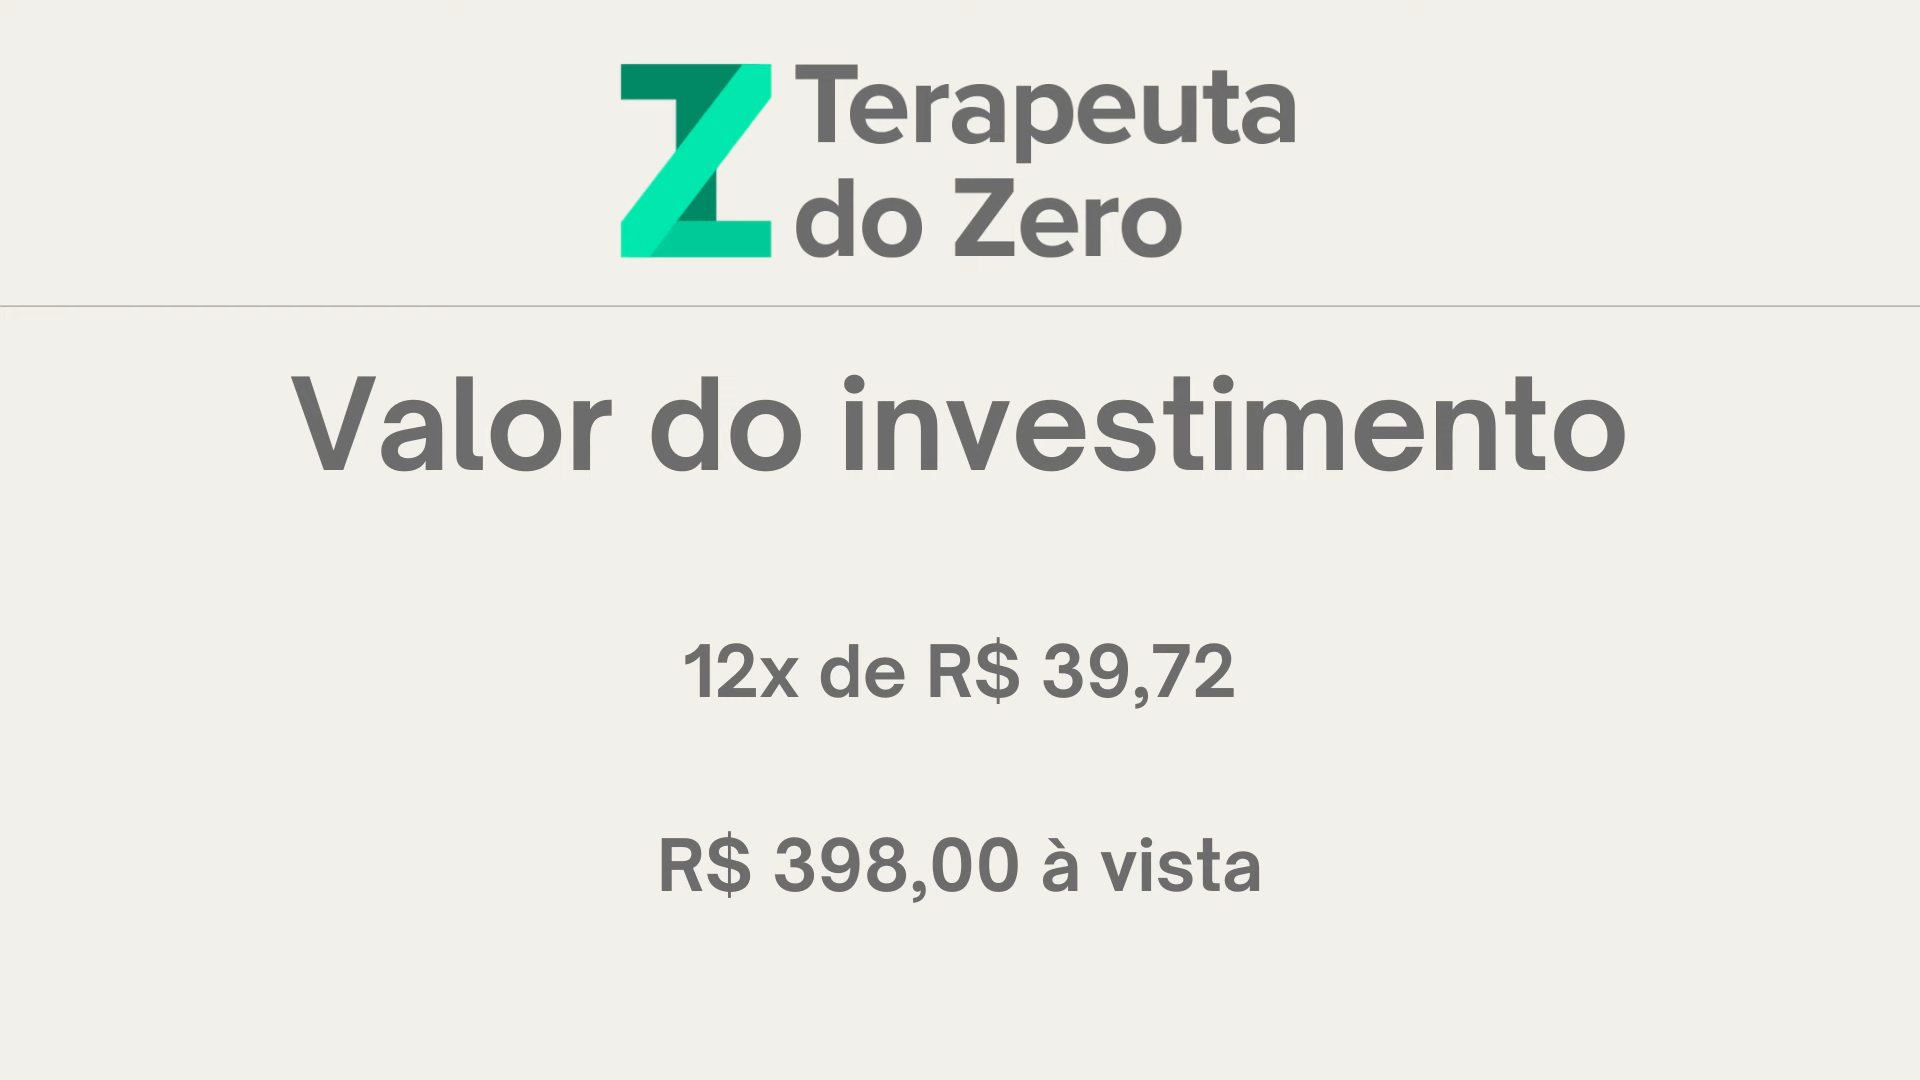 Terapeuta
do Zero
Valor do investimento
12x de R$ 39,72
R$ 398,00 à vista